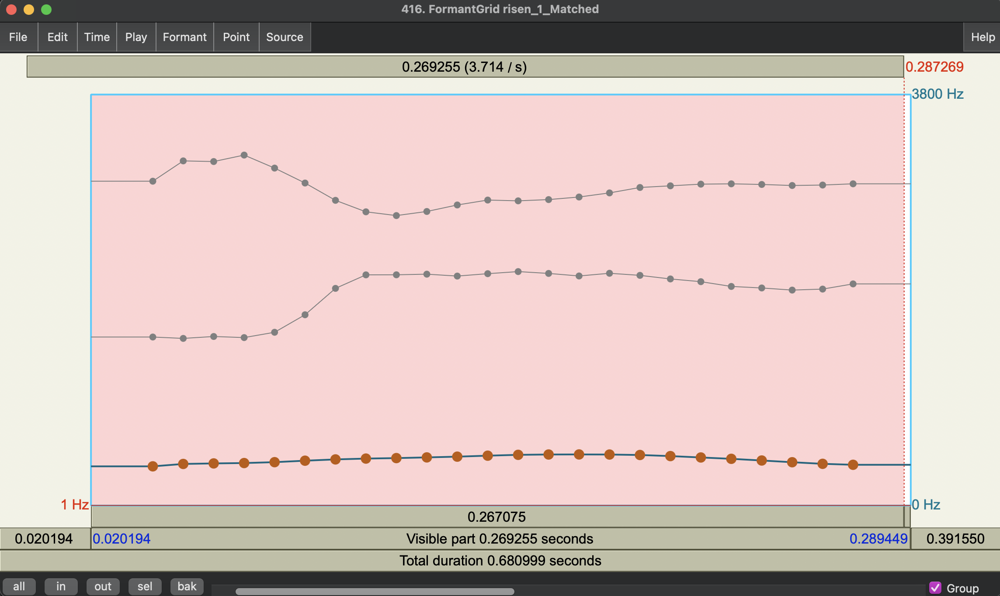 416. FormantGrid risen_1_Matched
File Edit Time Play Formant Point Source Help
0.269255 (3.714 / s) 0.287269
3800 Hz
1 Hz 0 Hz
0.267075
0.020194 0.020194 Visible part 0.269255 seconds 0.289449 0.391550
Total duration 0.680999 seconds
all in out sel bak Group